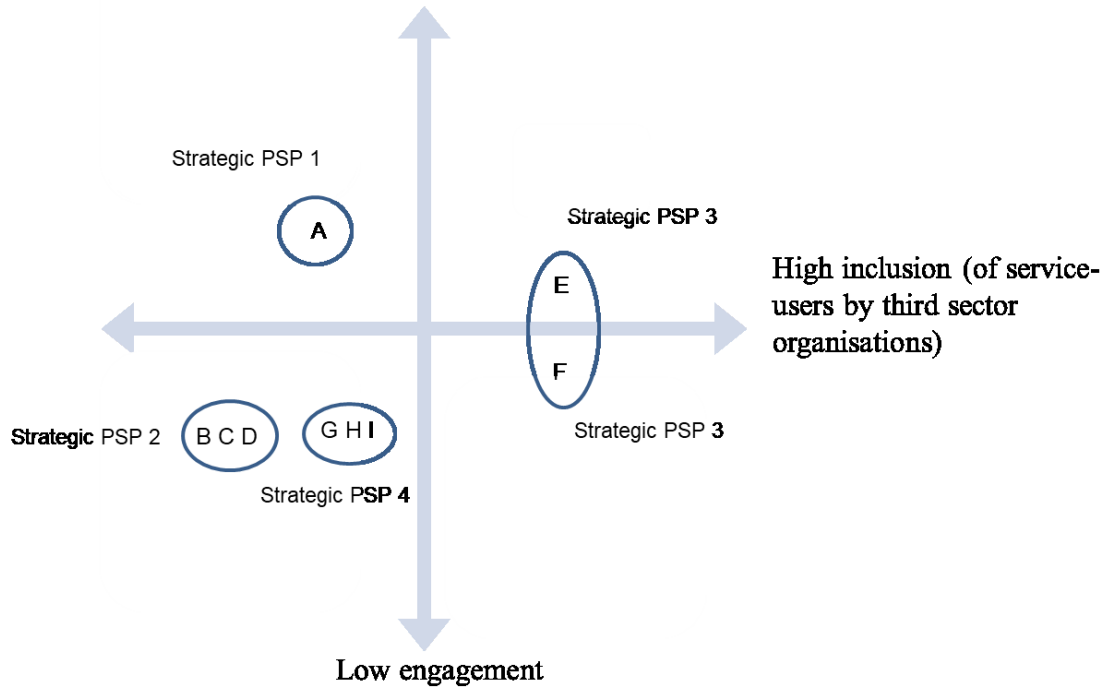 Strategic PSP 1
A
Strategic PSP 3
E
High inclusion (of service-
users by third sector
organisations)
F
Strategic PSP 2
B C D
G H I
Strategic PSP 3
Strategic PSP 4
Low engagement